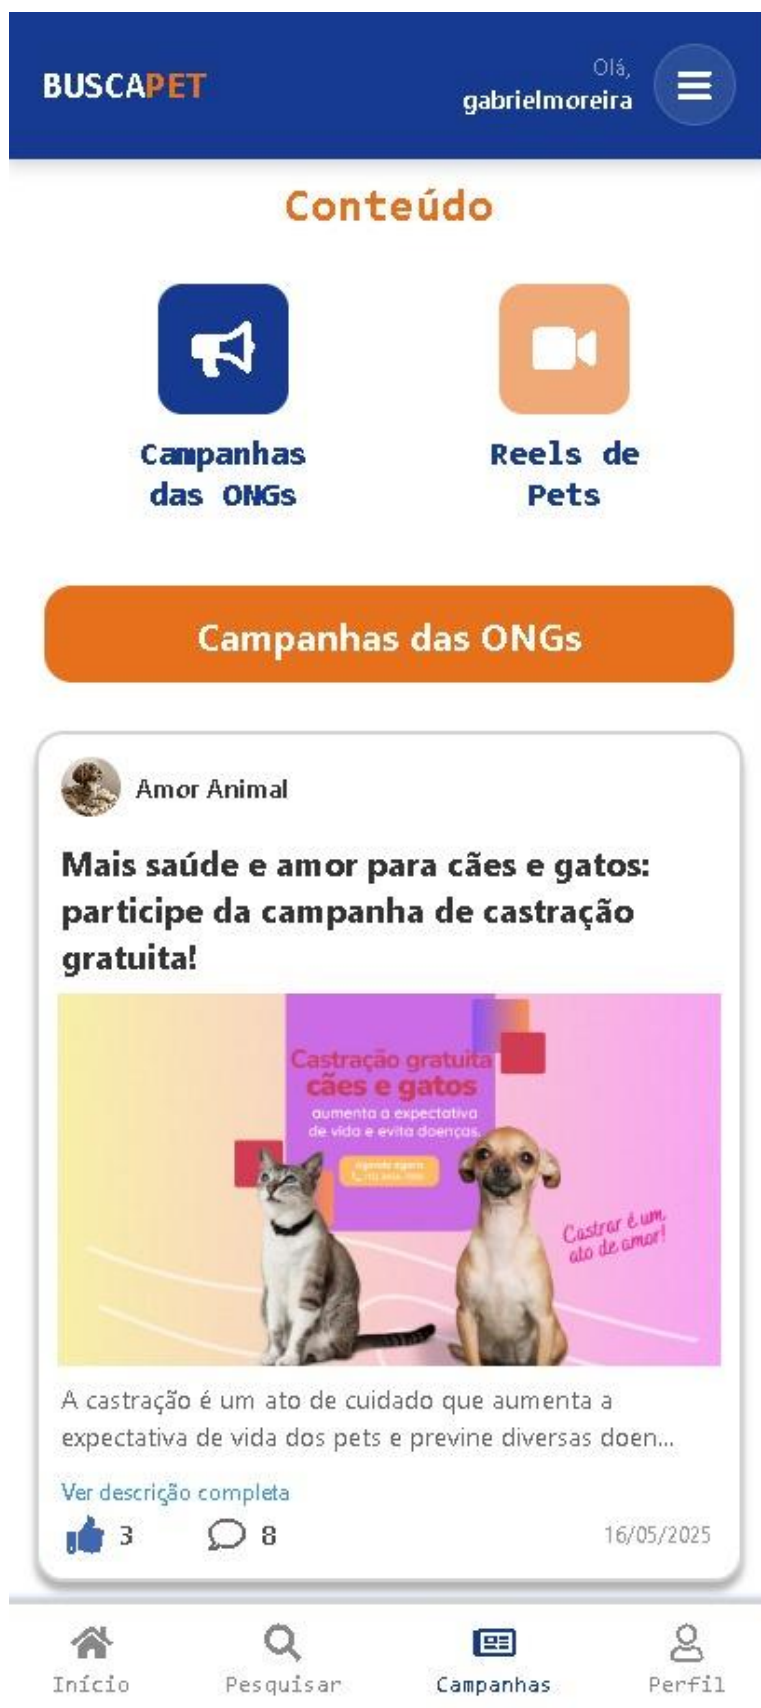 BUSCAPET
Olá,
gabrielmoreira
Conteúdo
Campanhas
das ONGs
Reels de
Pets
Campanhas das ONGs
Amor Animal
Mais saúde e amor para cães e gatos:
participe da campanha de castração
gratuita!
Castração gratuita
cães e gatos
aumenta a expectativa
de vida e evita doenças.
Agende agora
Castrar é um
ato de amor!
A castração é um ato de cuidado que aumenta a
expectativa de vida dos pets e previne diversas doen...
Ver descrição completa
3
8
16/05/2025
Início
Pesquisar
Campanhas
Perfil